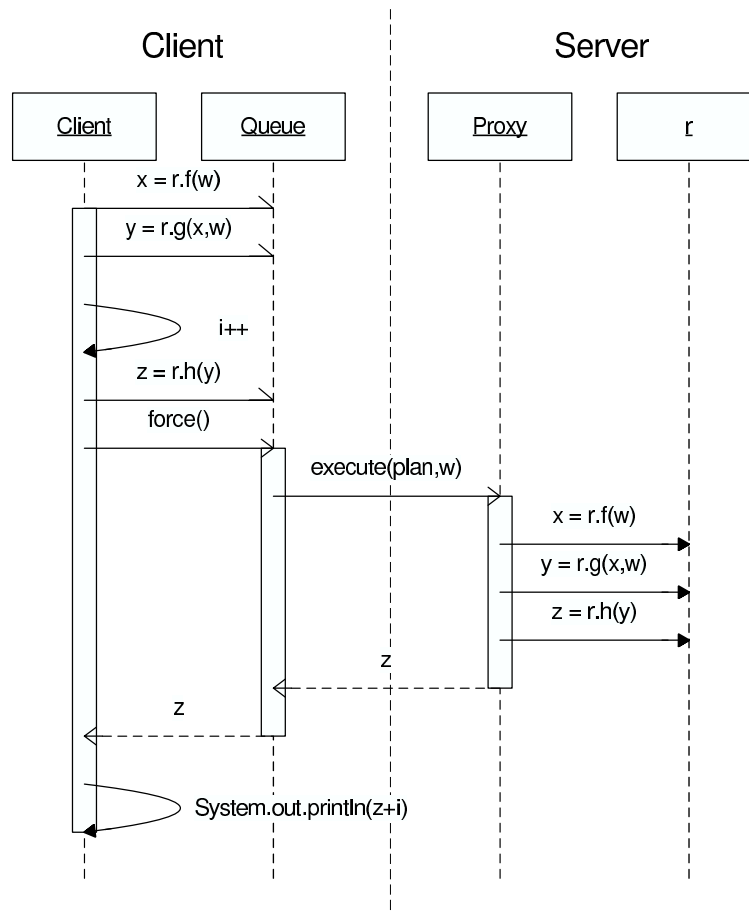 Client
Server
Client
Queue
Proxy
r
x = r.f(w)
y = r.g(x,w)
i++
z = r.h(y)
force()
execute(plan,w)
x = r.f(w)
y = r.g(x,w)
z = r.h(y)
z
z
System.out.println(z+i)